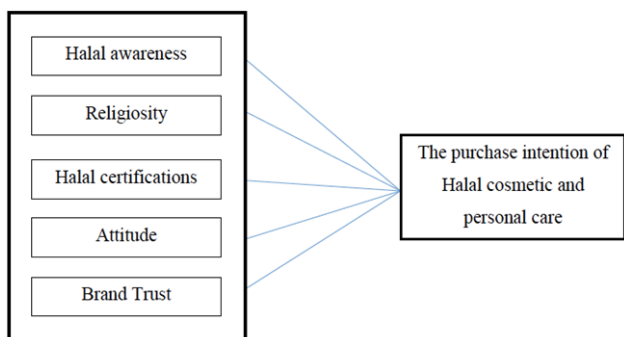 Halal awareness
Religiosity
Halal certifications
Attitude
Brand Trust
The purchase intention of
Halal cosmetic and
personal care